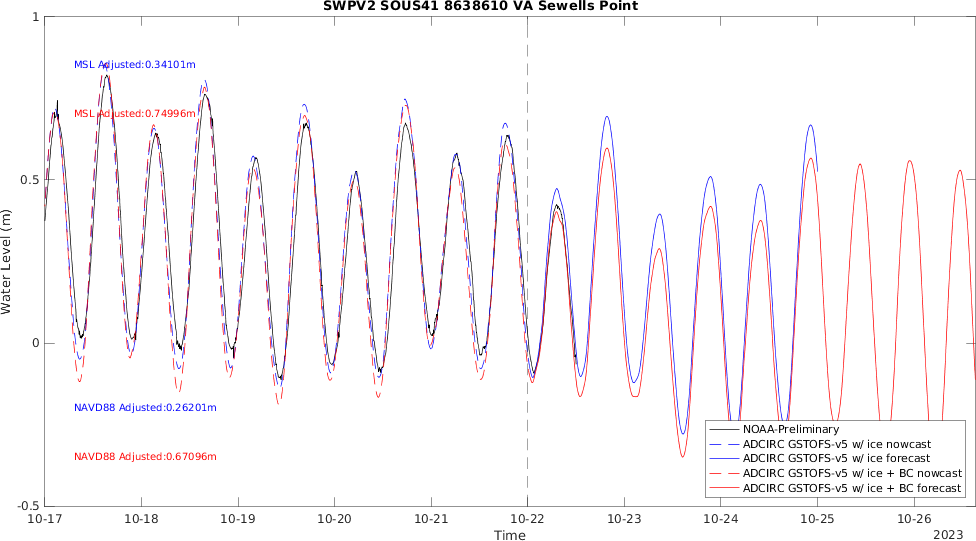 SWPV2 SOUS41 8638610 VA Sewells Point
1
MSL Adjusted:0.34101m
MSL Adjusted:0.74996m
0.5
Water Level (m)
0
NAVD88 Adjusted:0.26201m
NAVD88 Adjusted:0.67096m
NOAA-Preliminary
ADCIRC GSTOFS-v5 w/ ice nowcast
ADCIRC GSTOFS-v5 w/ ice forecast
ADCIRC GSTOFS-v5 w/ ice + BC nowcast
ADCIRC GSTOFS-v5 w/ ice + BC forecast
-0.5
10-17 10-18 10-19 10-20 10-21 10-22 10-23 10-24 10-25 10-26
Time
2023